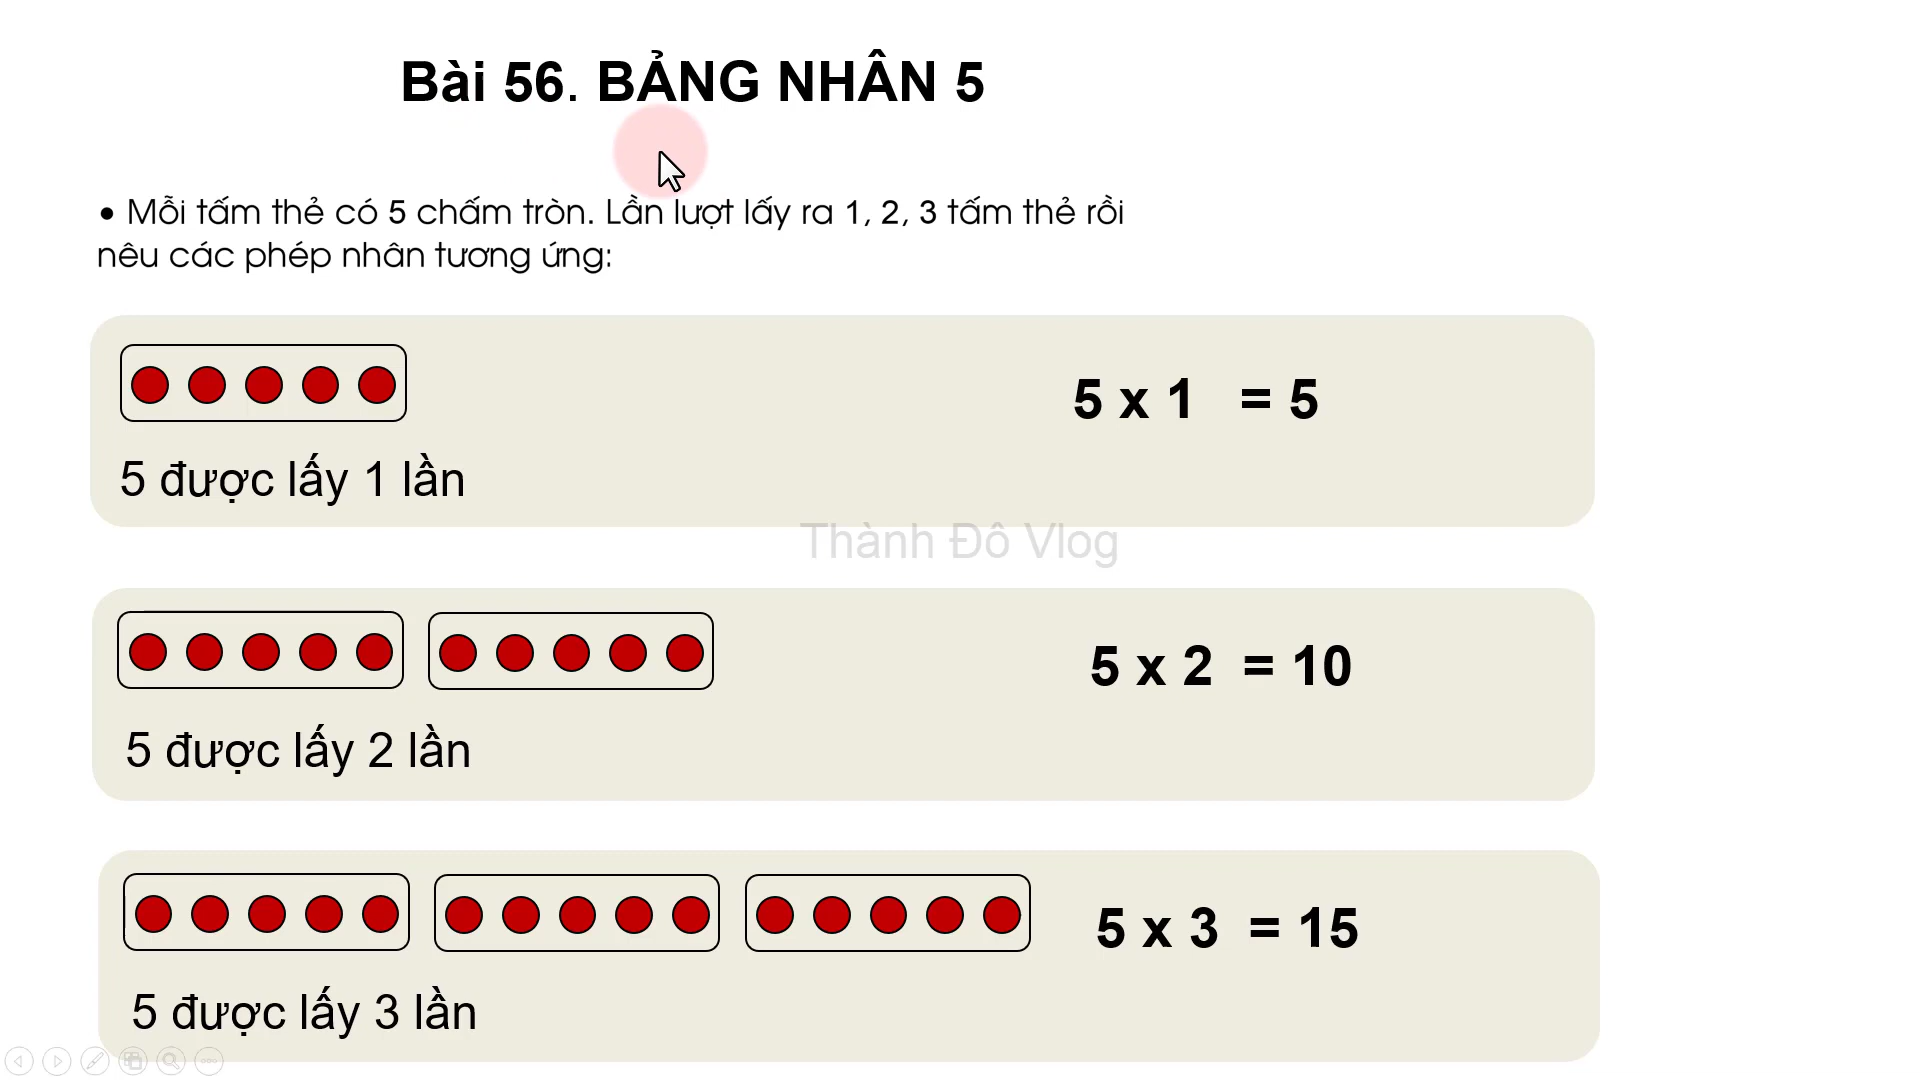 Bài 56. BẢNG NHÂN 5
• Mỗi tấm thẻ có 5 chấm tròn. Lần lượt lấy ra 1, 2, 3 tấm thẻ rồi
nêu các phép nhân tương ứng:
5 x 1 = 5
5 được lấy 1 lần
Thành Đô Vlog
5 x 2 = 10
5 được lấy 2 lần
5 x 3 = 15
5 được lấy 3 lần